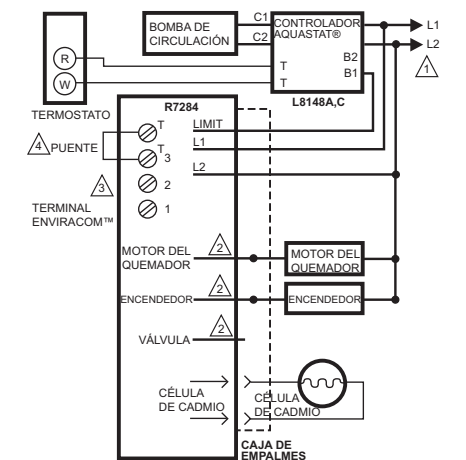 BOMBA DE
CIRCULACIÓN
C1
C2
CONTROLADOR
AQUASTAT®
B2
B1
T
T
L1
L2
1
R
W
TERMOSTATO
L8148A,C
R7284
LIMIT
L1
L2
T
T
3
2
1
4
PUENTE
3
TERMINAL
ENVIRACOM™
MOTOR DEL
QUEMADOR
2
MOTOR DEL
QUEMADOR
ENCENDEDOR
2
ENCENDEDOR
VÁLVULA
2
CÉLULA
DE CADMIO
CÉLULA
DE CADMIO
CAJA DE
EMPALMES